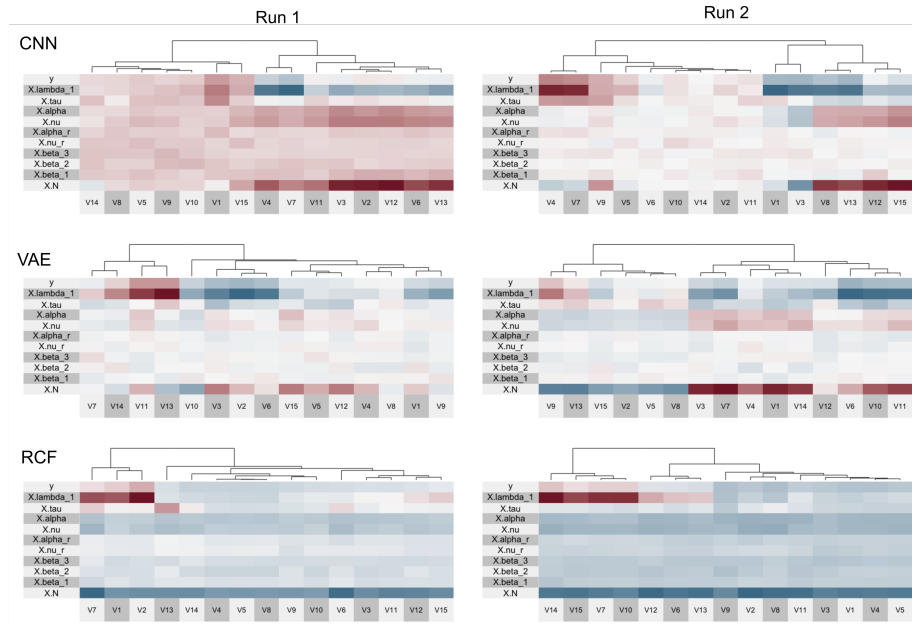 Run 1
Run 2
CNN
y
X.lambda_1
X.tau
X.alpha
X.nu
X.alpha_r
X.nu_r
X.beta_3
X.beta_2
X.beta_1
X.N
V14 V8 V5 V9 V10 V1 V15 V4 V7 V11 V3 V2 V12 V6 V13
y
X.lambda_1
X.tau
X.alpha
X.nu
X.alpha_r
X.nu_r
X.beta_3
X.beta_2
X.beta_1
X.N
V4 V7 V9 V5 V6 V10 V14 V2 V11 V1 V3 V8 V13 V12 V15
VAE
y
X.lambda_1
X.tau
X.alpha
X.nu
X.alpha_r
X.nu_r
X.beta_3
X.beta_2
X.beta_1
X.N
V7 V14 V11 V13 V10 V3 V2 V6 V15 V5 V12 V4 V8 V1 V9
y
X.lambda_1
X.tau
X.alpha
X.nu
X.alpha_r
X.nu_r
X.beta_3
X.beta_2
X.beta_1
X.N
V9 V13 V15 V2 V5 V8 V3 V7 V4 V1 V14 V12 V6 V10 V11
RCF
y
X.lambda_1
X.tau
X.alpha
X.nu
X.alpha_r
X.nu_r
X.beta_3
X.beta_2
X.beta_1
X.N
V7 V1 V2 V13 V14 V4 V5 V8 V9 V10 V6 V3 V11 V12 V15
y
X.lambda_1
X.tau
X.alpha
X.nu
X.alpha_r
X.nu_r
X.beta_3
X.beta_2
X.beta_1
X.N
V14 V15 V7 V10 V12 V6 V13 V9 V2 V8 V11 V3 V1 V4 V5